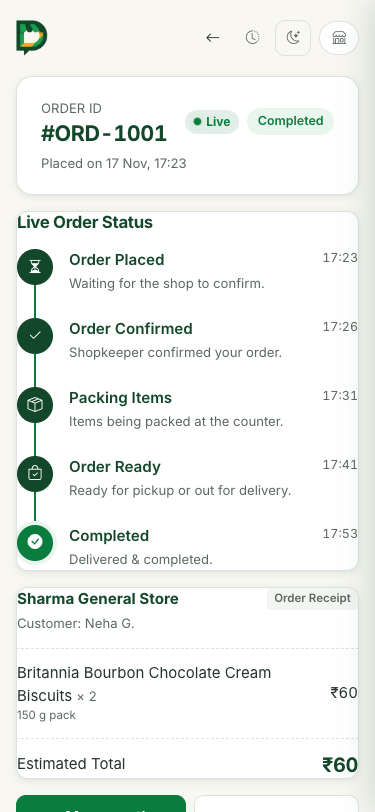 ORDER ID
#ORD-1001
Live
Completed
Placed on 17 Nov, 17:23
Live Order Status
Order Placed
17:23
Waiting for the shop to confirm.
Order Confirmed
17:26
Shopkeeper confirmed your order.
Packing Items
17:31
Items being packed at the counter.
Order Ready
17:41
Ready for pickup or out for delivery.
Completed
17:53
Delivered & completed.
Sharma General Store
Order Receipt
Customer: Neha G.
Britannia Bourbon Chocolate Cream
Biscuits × 2
₹60
150 g pack
Estimated Total
₹60